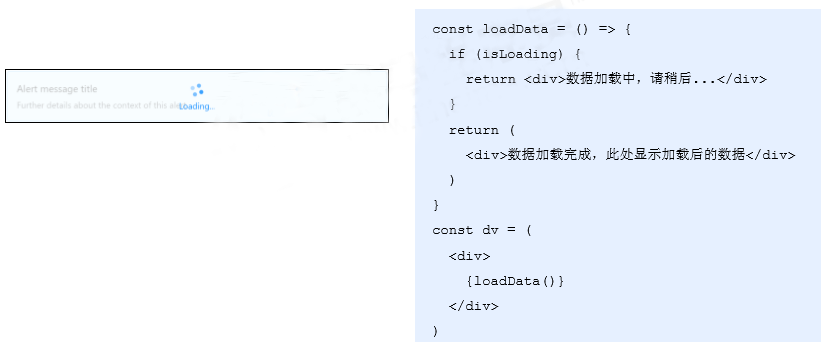 Alert message title
Further details about the context of this al
Loading...
const loadData = () => {
if (isLoading) {
return <div>数据加载中，请稍后...</div>
}
return (
<div>数据加载完成，此处显示加载后的数据</div>
)
}
const dv = (
<div>
{loadData()}
</div>
)